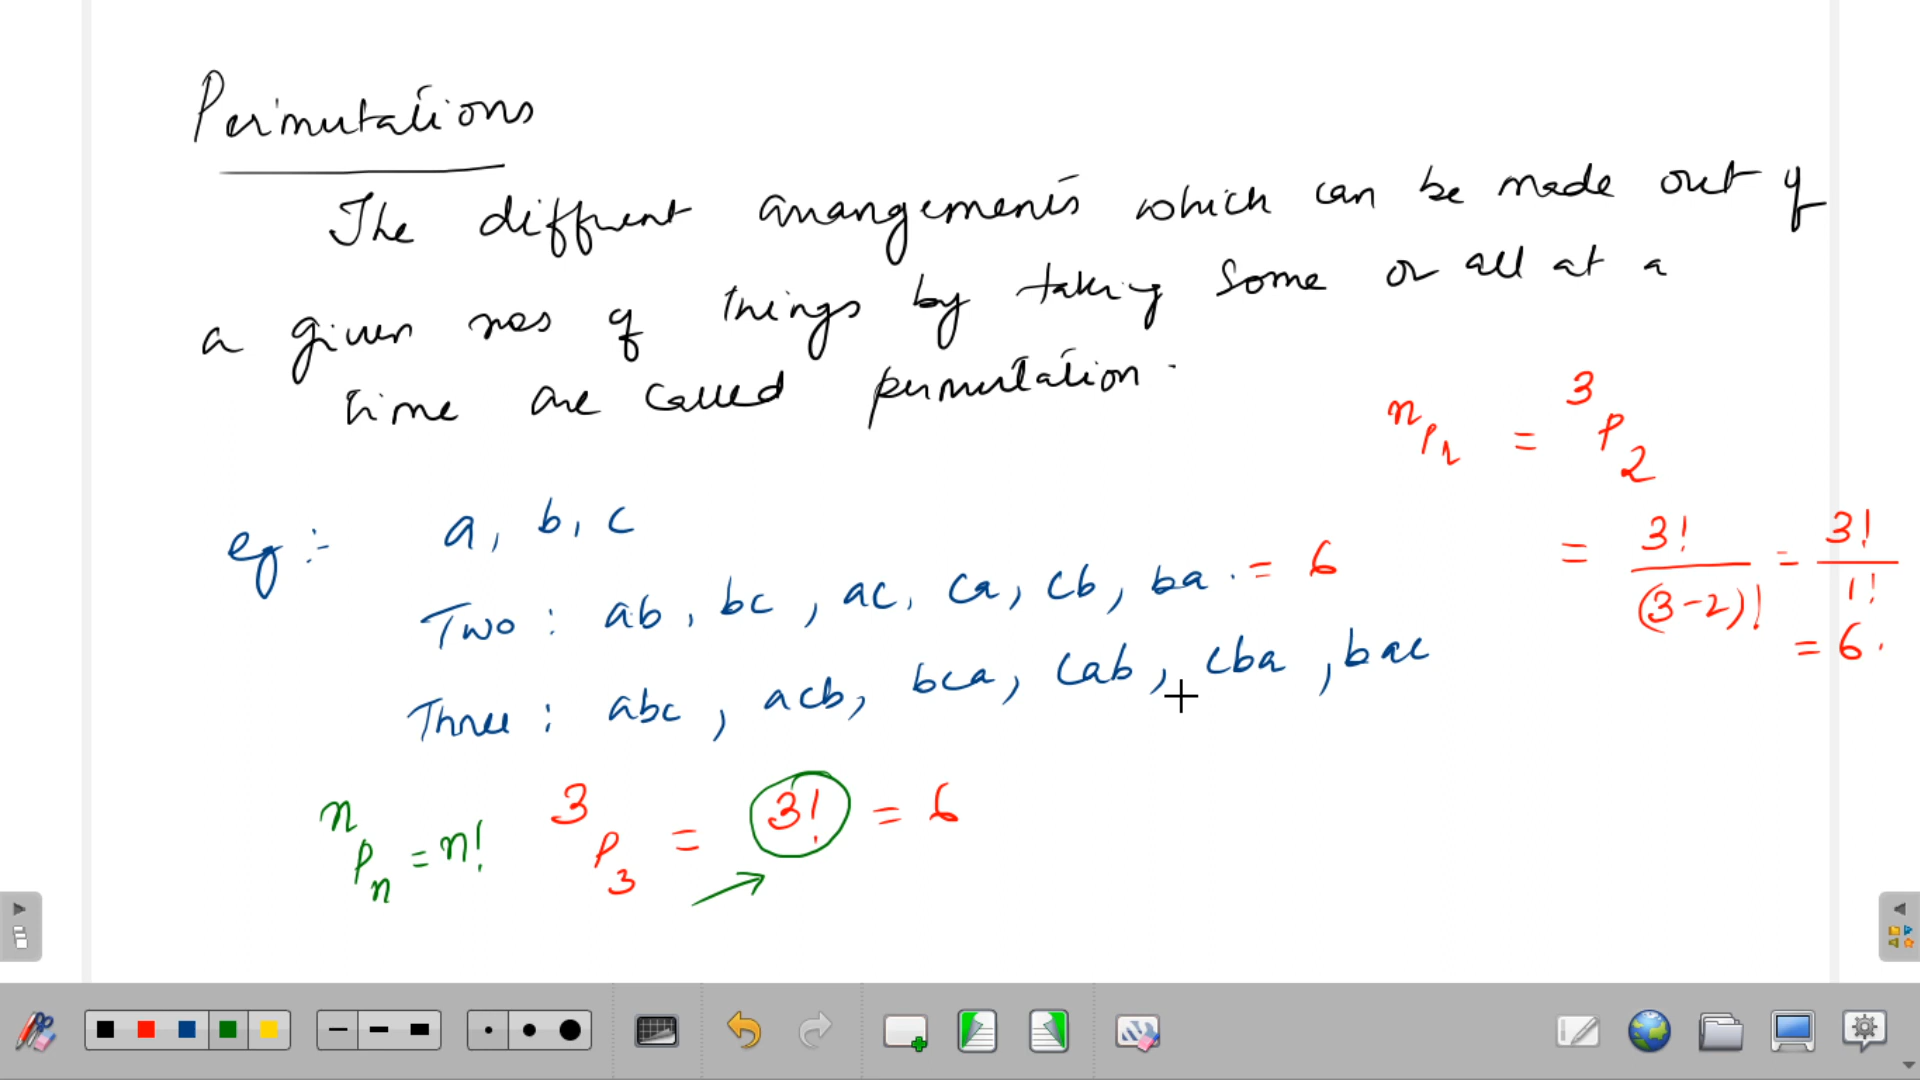 Permutations
The diffrent arrangements which can be made out of
a given nos of things by taking some or all at a
time are called permutation.
nPr = 3P2
eg :- a, b, c
= 3! / (3-2)! = 3! / 1!
= 6.
Two : ab, bc, ac, ca, cb, ba. = 6
Three : abc, acb, bca, cab, cba, bac
nPn = n! 3P3 = 3! = 6